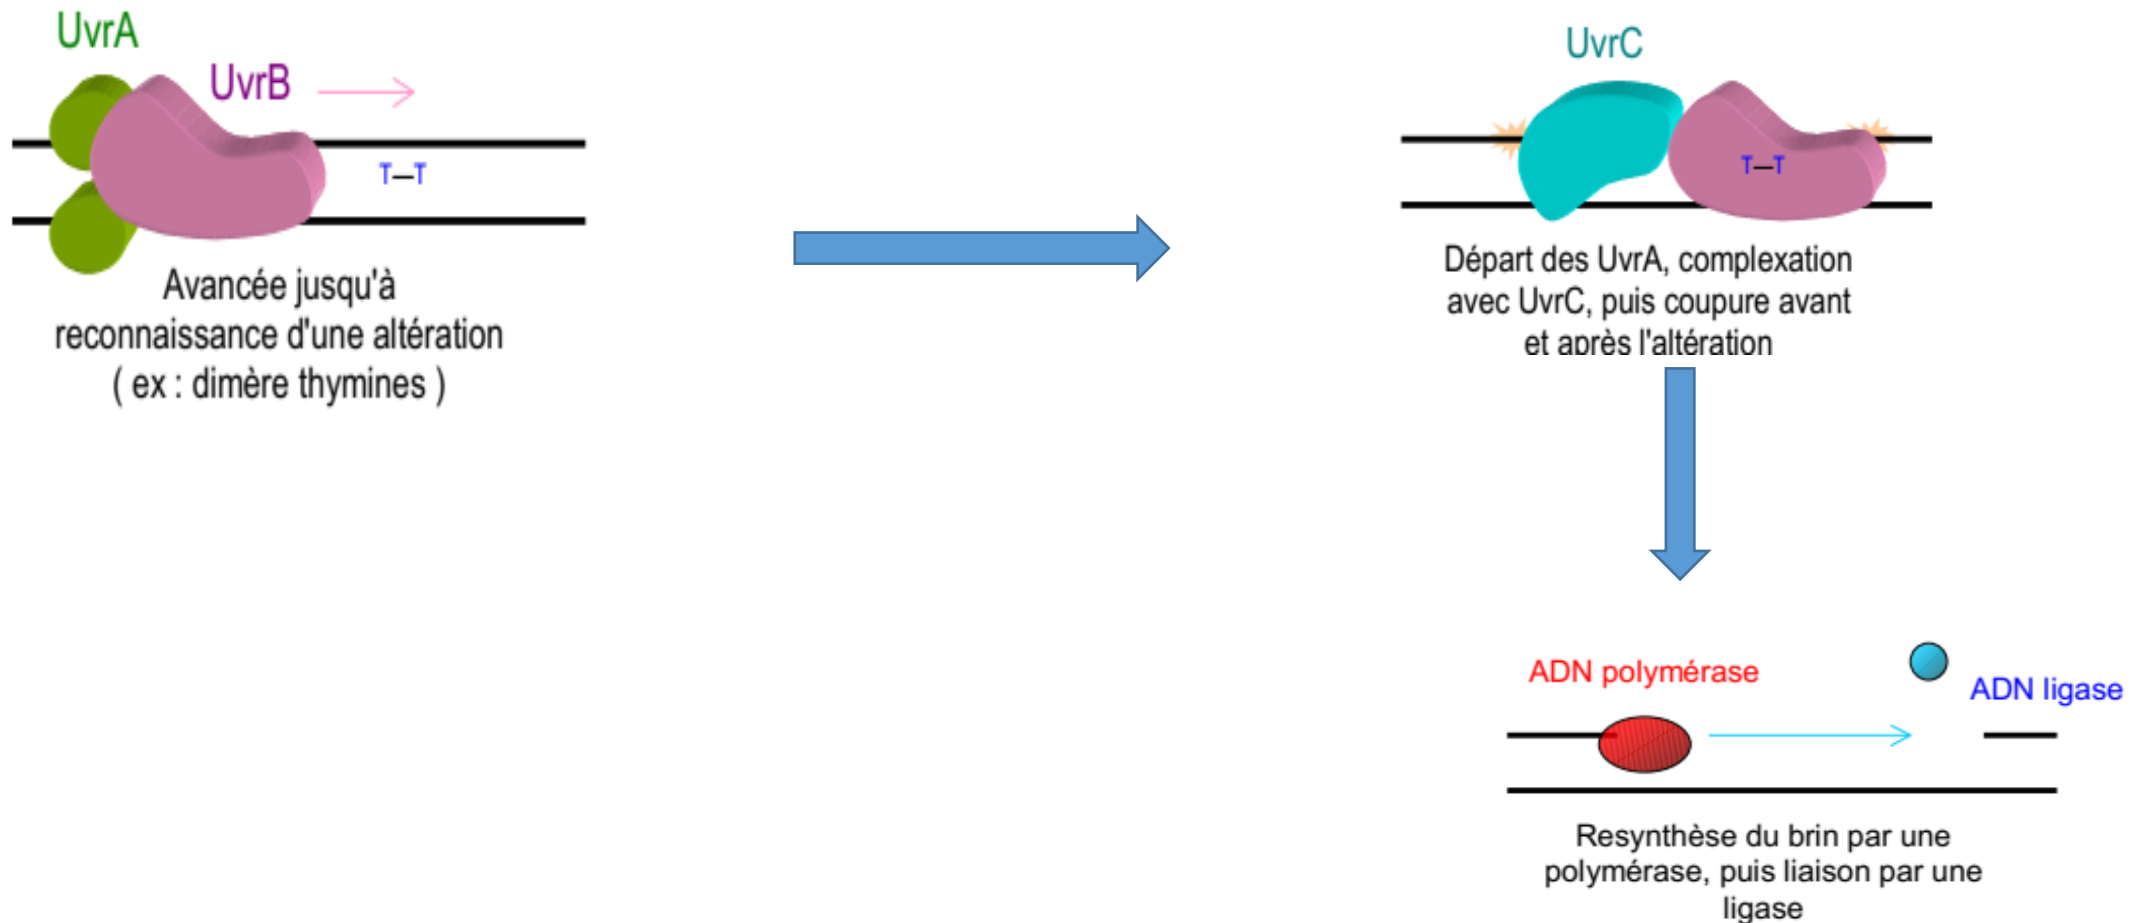 UvrA
UvrB
T—T
Avancée jusqu'à
reconnaissance d'une altération
( ex : dimère thymines )
UvrC
T—T
Départ des UvrA, complexation
avec UvrC, puis coupure avant
et après l'altération
ADN polymérase
ADN ligase
Resynthèse du brin par une
polymérase, puis liaison par une
ligase